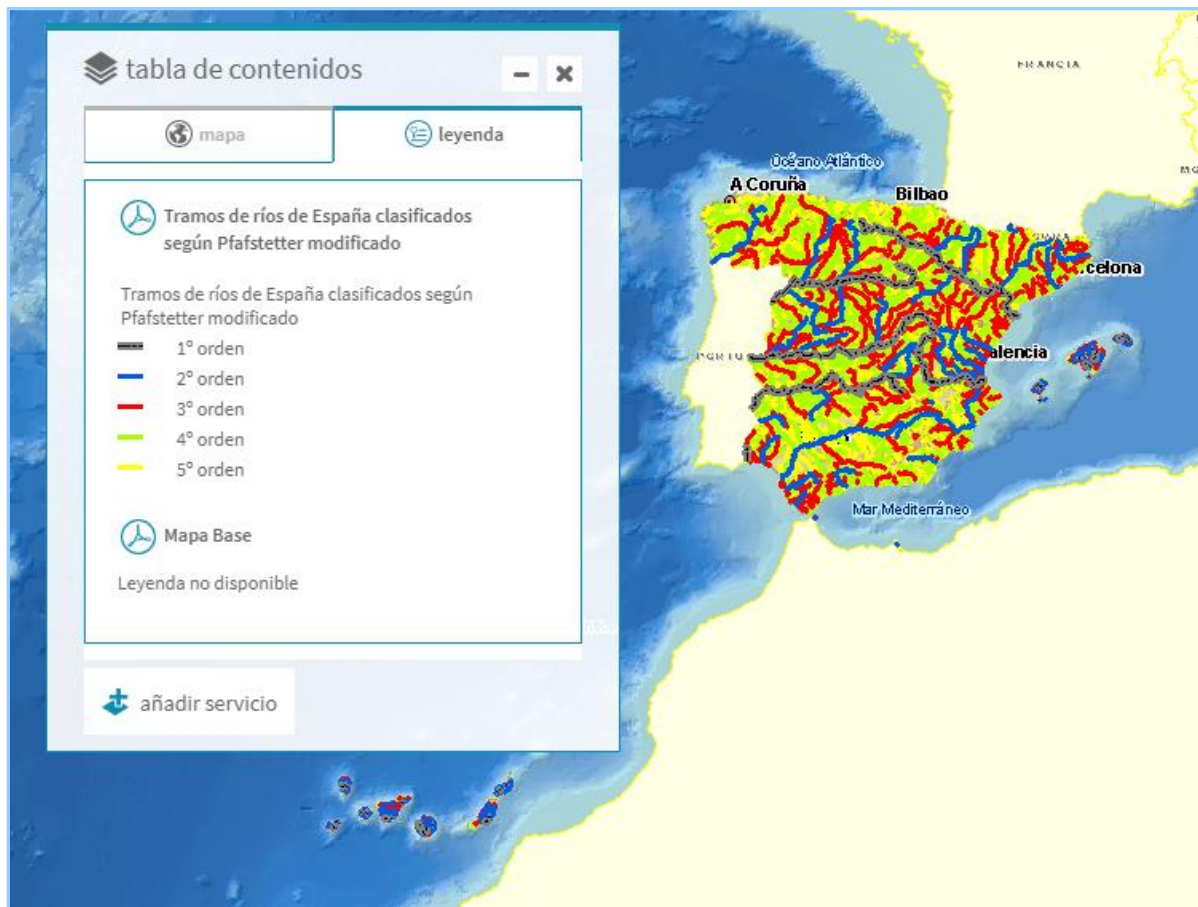 tabla de contenidos
mapa
leyenda
Tramos de ríos de España clasificados
según Pfafstetter modificado
Tramos de ríos de España clasificados según
Pfafstetter modificado
1º orden
2º orden
3º orden
4º orden
5º orden
Mapa Base
Leyenda no disponible
añadir servicio
FRANCIA
Océano Atlántico
A Coruña
Bilbao
celona
PORTU
alencia
Mar Mediterráneo